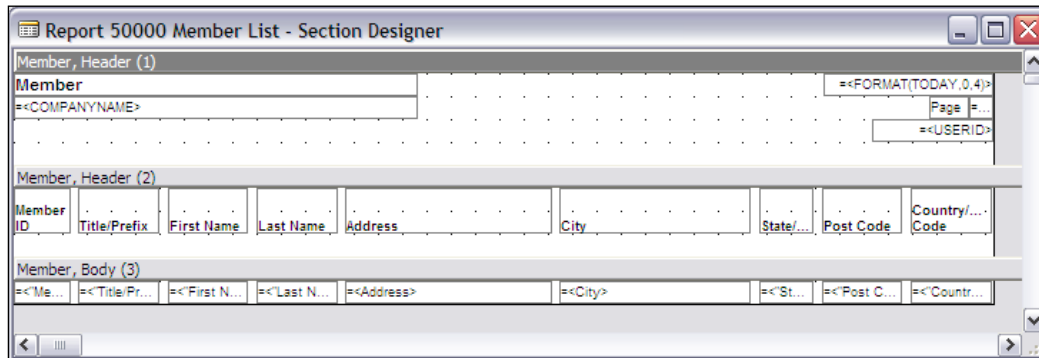 Report 50000 Member List - Section Designer
Member, Header (1)
Member =<FORMAT(TODAY,0,4)>
=<COMPANYNAME> Page =...
=<USERID>
Member, Header (2)
Member ID Title/Prefix First Name Last Name Address City State/... Post Code Country/... Code
Member, Body (3)
=<"Me... =<"Title/Pr... =<"First N... =<"Last N... =<Address> =<City> =<"St... =<"Post C... =<"Countr...